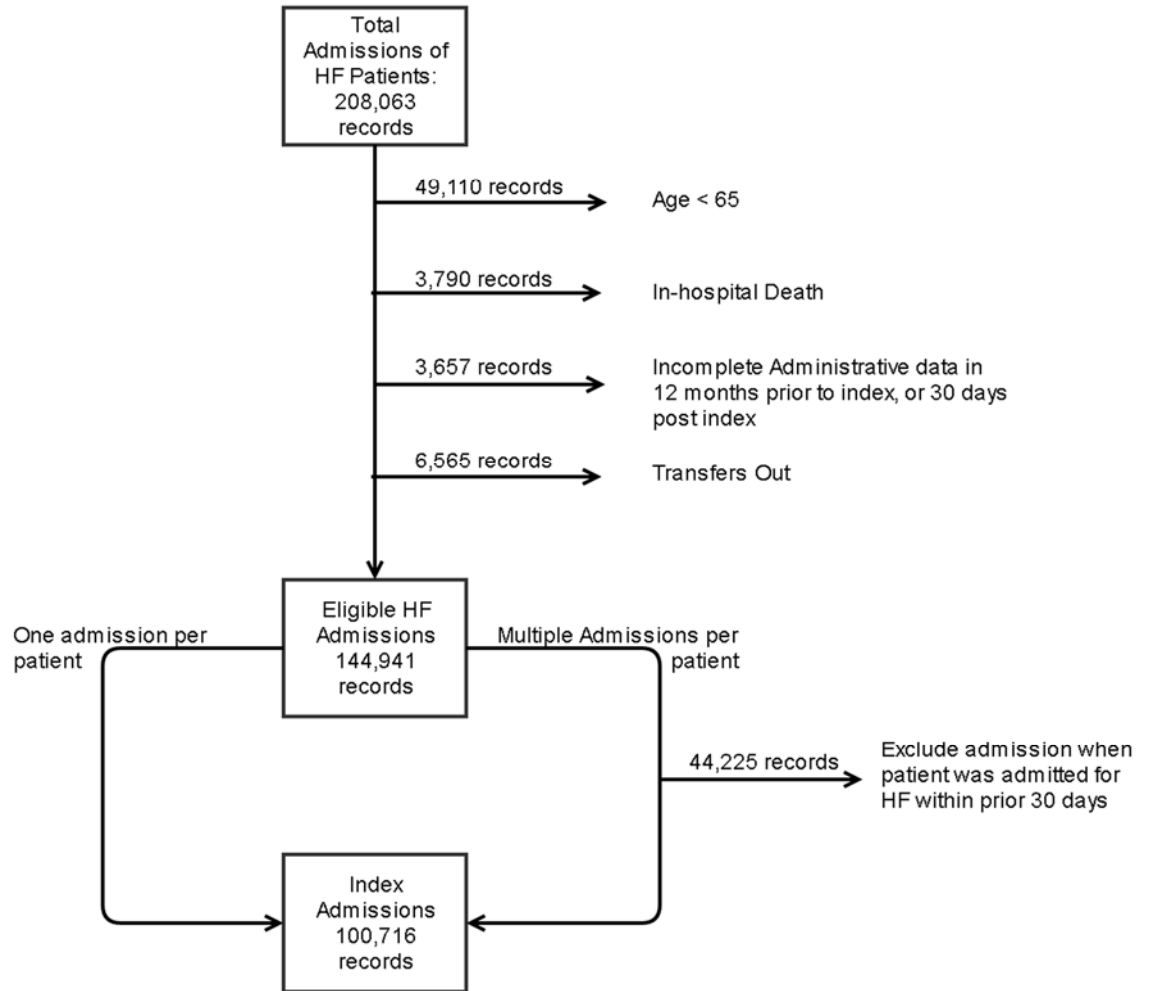 Total
Admissions of
HF Patients:
208,063
records
49,110 records
Age < 65
3,790 records
In-hospital Death
3,657 records
Incomplete Administrative data in
12 months prior to index, or 30 days
post index
6,565 records
Transfers Out
One admission per
patient
Eligible HF
Admissions
144,941
records
Multiple Admissions per
patient
44,225 records
Exclude admission when
patient was admitted for
HF within prior 30 days
Index
Admissions
100,716
records